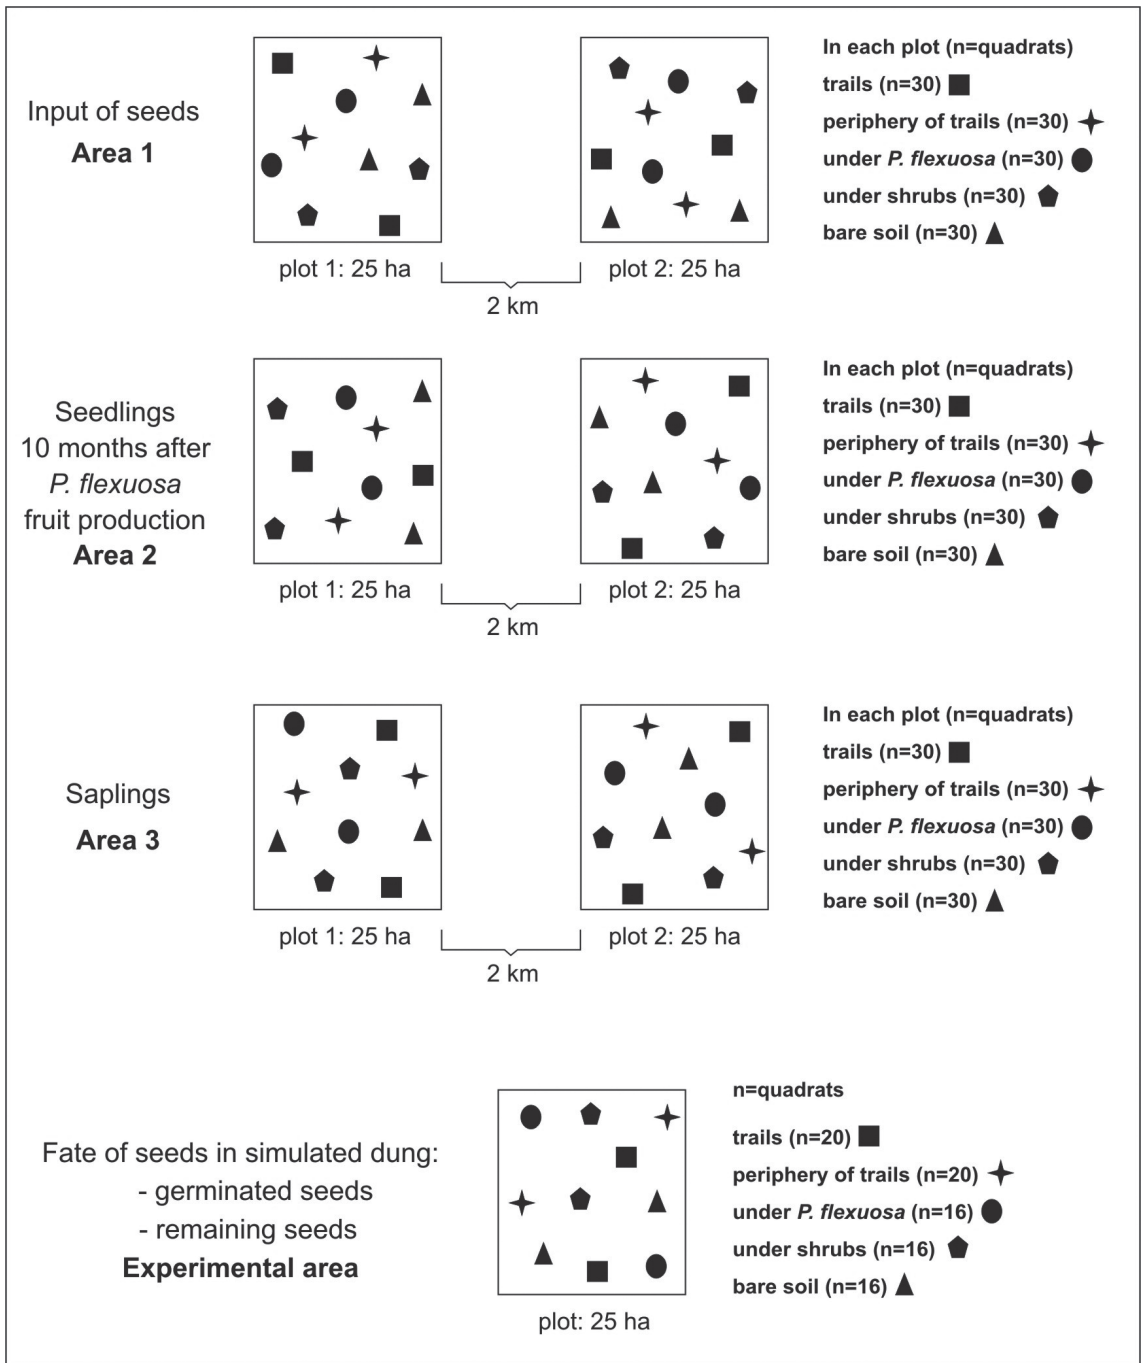 Input of seeds
Area 1
plot 1: 25 ha
plot 2: 25 ha
2 km
In each plot (n=quadrats)
trails (n=30)
periphery of trails (n=30)
under P. flexuosa (n=30)
under shrubs (n=30)
bare soil (n=30)
Seedlings
10 months after
P. flexuosa
fruit production
Area 2
plot 1: 25 ha
plot 2: 25 ha
2 km
In each plot (n=quadrats)
trails (n=30)
periphery of trails (n=30)
under P. flexuosa (n=30)
under shrubs (n=30)
bare soil (n=30)
Saplings
Area 3
plot 1: 25 ha
plot 2: 25 ha
2 km
In each plot (n=quadrats)
trails (n=30)
periphery of trails (n=30)
under P. flexuosa (n=30)
under shrubs (n=30)
bare soil (n=30)
Fate of seeds in simulated dung:
- germinated seeds
- remaining seeds
Experimental area
plot: 25 ha
n=quadrats
trails (n=20)
periphery of trails (n=20)
under P. flexuosa (n=16)
under shrubs (n=16)
bare soil (n=16)